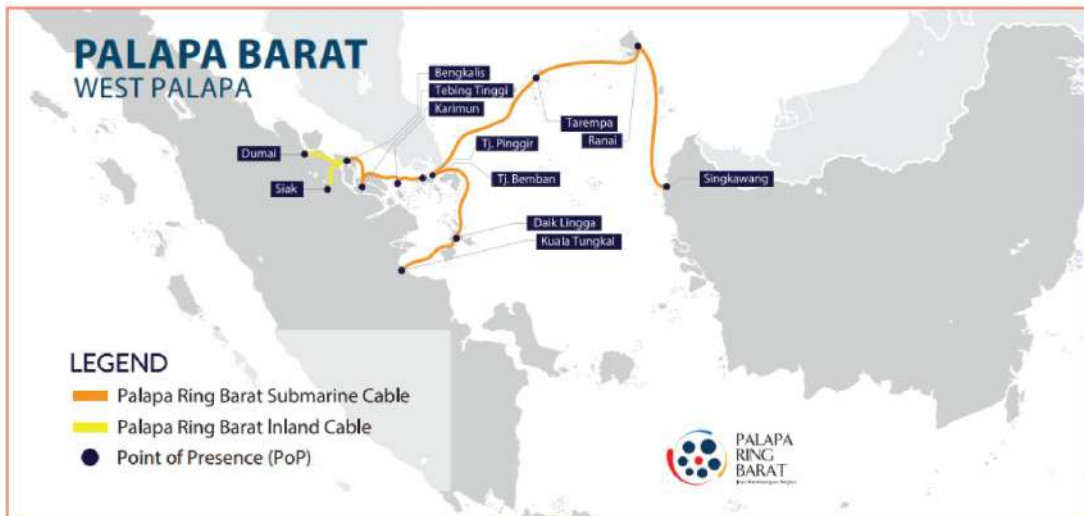 PALAPA BARAT
WEST PALAPA
Bengkalis
Tebing Tinggi
Karimun
Dumai
Siak
Tj. Pinggir
Tj. Bemban
Tarempa
Ranai
Singkawang
Daik Lingga
Kuala Tungkal
LEGEND
Palapa Ring Barat Submarine Cable
Palapa Ring Barat Inland Cable
Point of Presence (PoP)
PALAPA
RING
BARAT